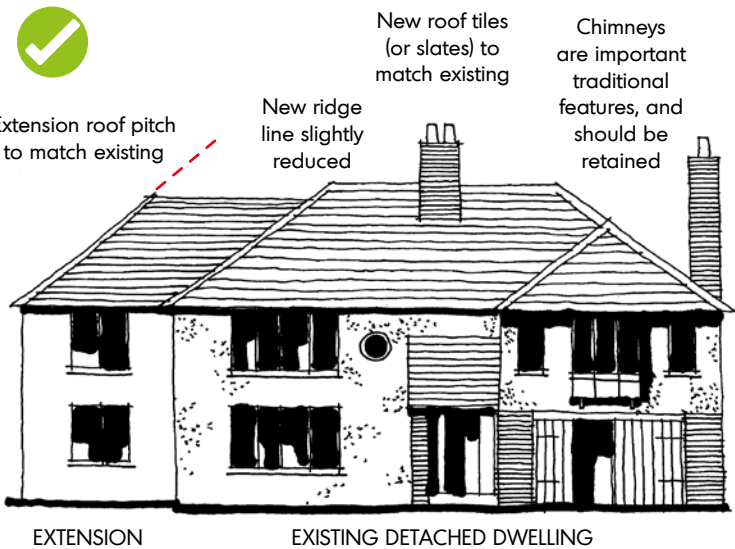 New roof tiles
(or slates) to
match existing
Chimneys
are important
traditional
features, and
should be
retained
Extension roof pitch
to match existing
New ridge
line slightly
reduced
EXTENSION
EXISTING DETACHED DWELLING